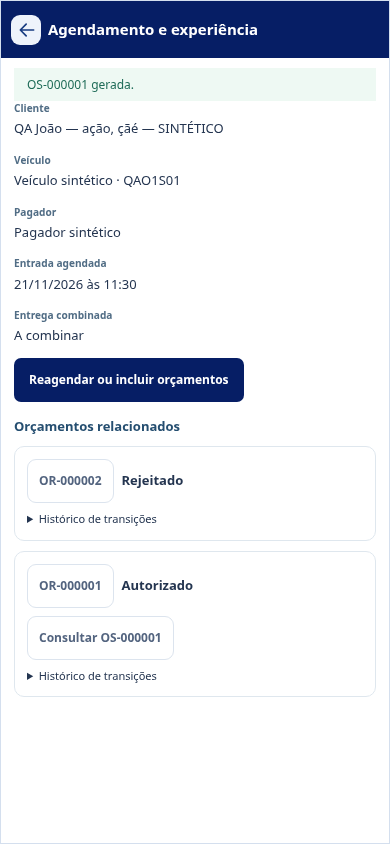 Agendamento e experiência
OS-000001 gerada.
Cliente
QA João — ação, çãé — SINTÉTICO
Veículo
Veículo sintético · QAO1S01
Pagador
Pagador sintético
Entrada agendada
21/11/2026 às 11:30
Entrega combinada
A combinar
Reagendar ou incluir orçamentos
Orçamentos relacionados
OR-000002 Rejeitado
Histórico de transições
OR-000001 Autorizado
Consultar OS-000001
Histórico de transições